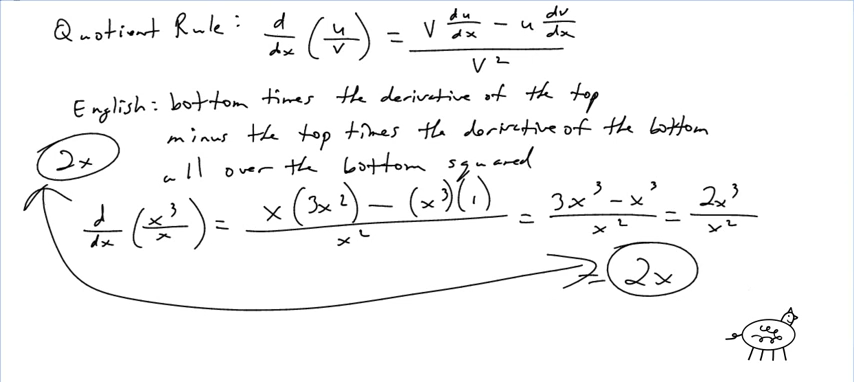 Quotient Rule: d/dx (u/v) = (v du/dx - u dv/dx) / v²
English: bottom times the derivative of the top
minus the top times the derivative of the bottom
all over the bottom squared
2x
d/dx (x³/x) = (x(3x²) - (x³)(1)) / x² = (3x³ - x³) / x² = 2x³ / x²
= 2x